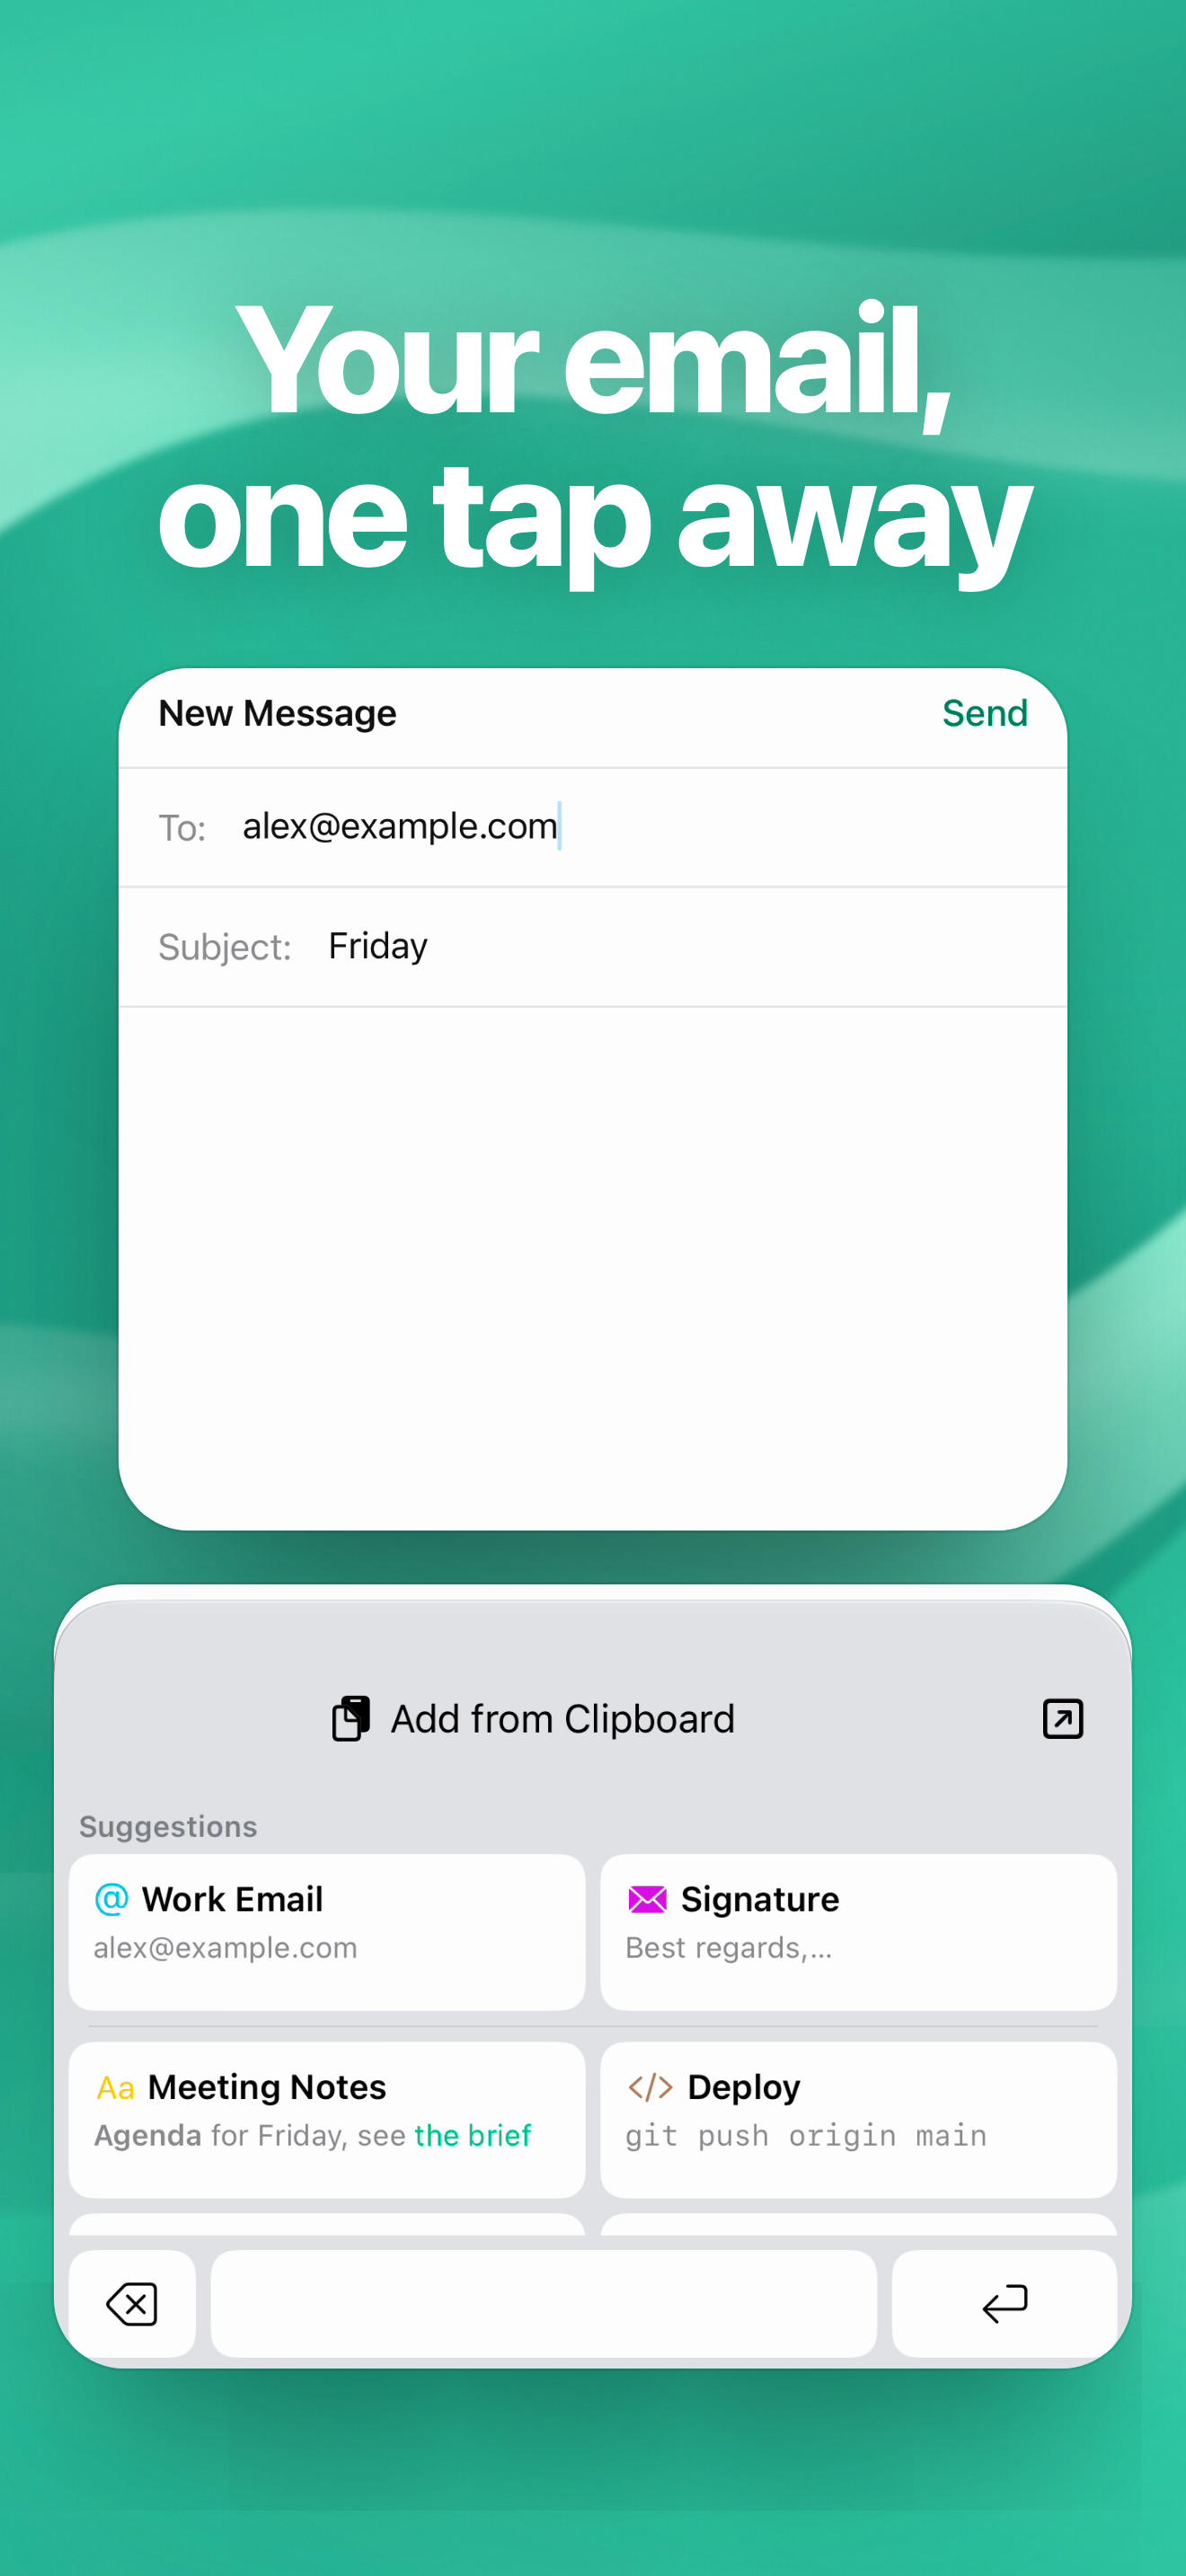 Your email,
one tap away
New Message
Send
To: alex@example.com
Subject: Friday
Add from Clipboard
Suggestions
@ Work Email
alex@example.com
Signature
Best regards,...
Aa Meeting Notes
Agenda for Friday, see the brief
</> Deploy
git push origin main